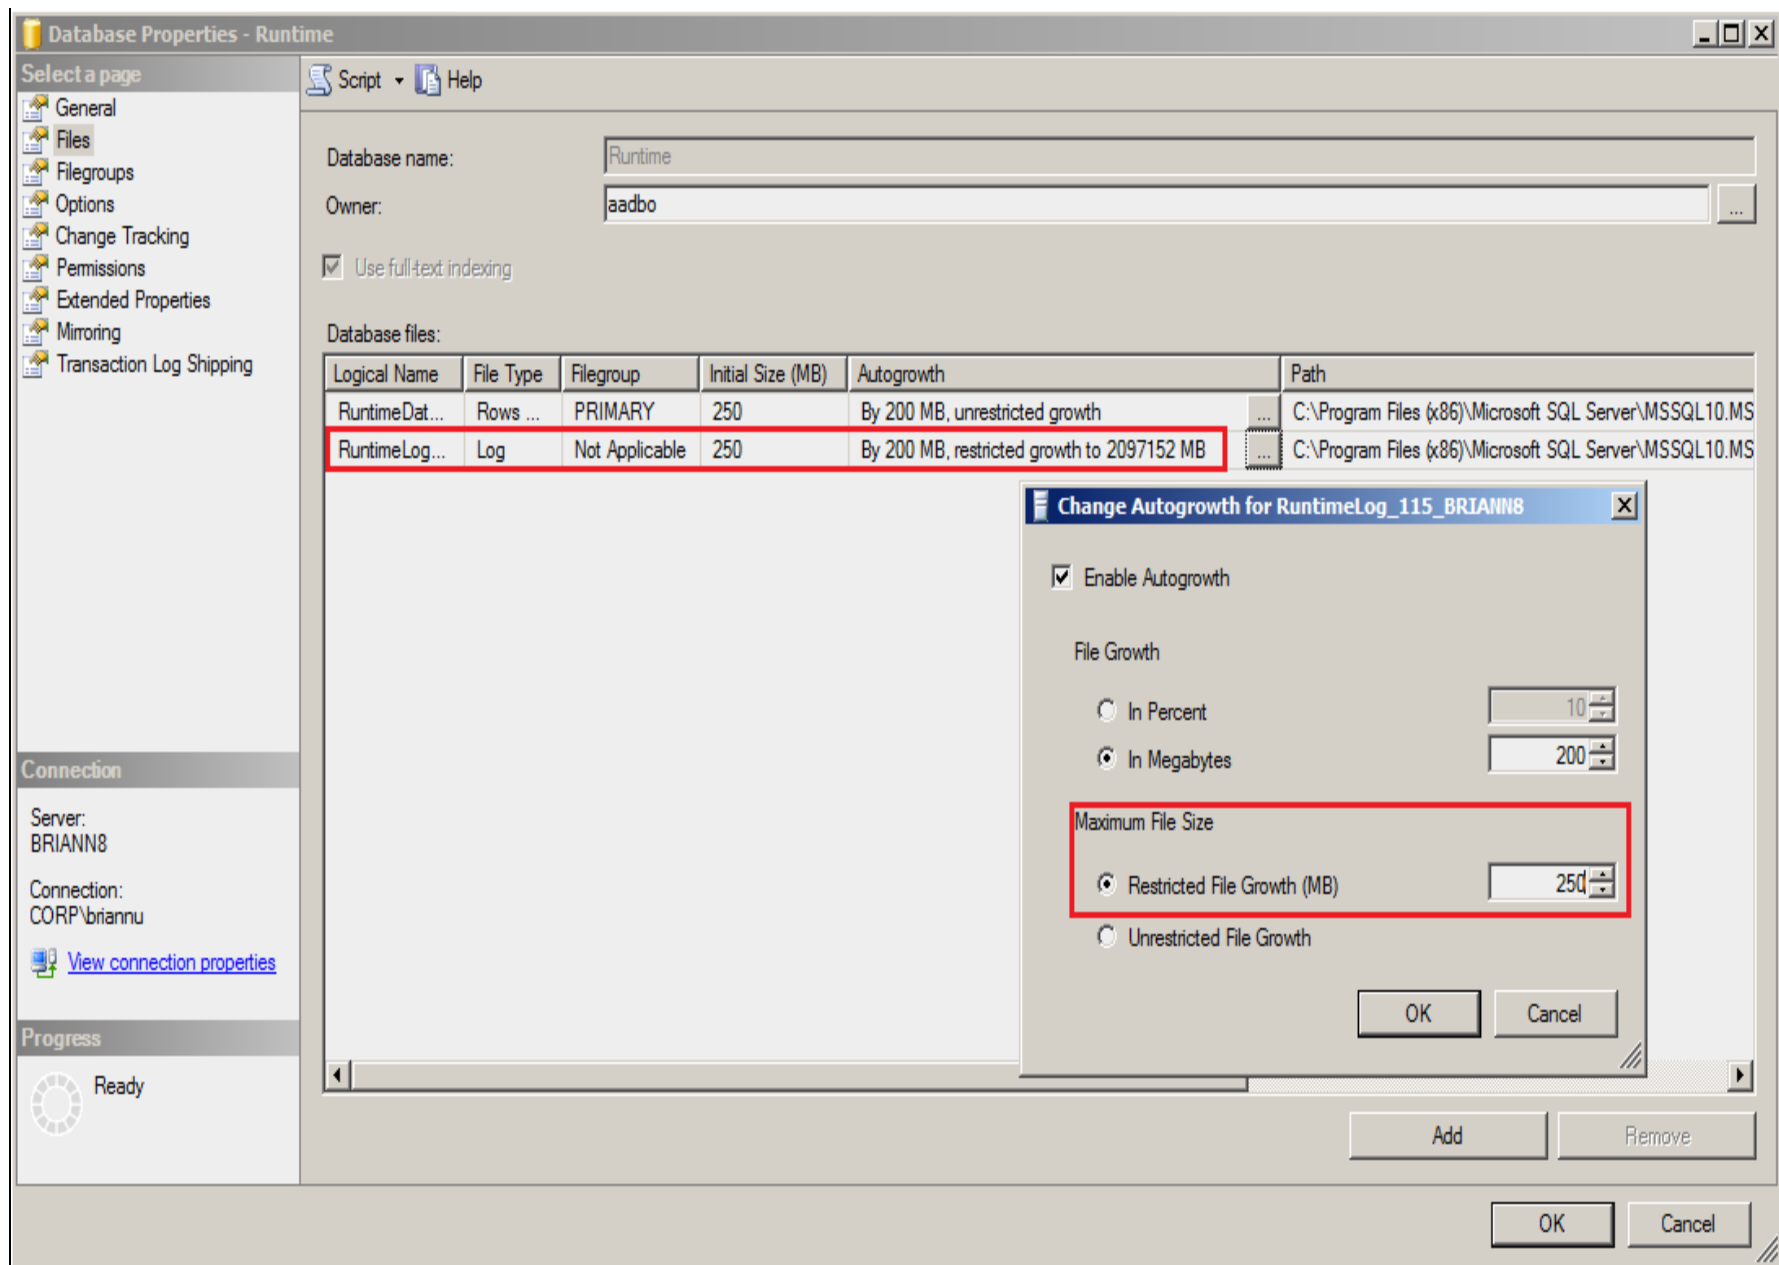 Database Properties - Runtime
Select a page
General
Files
Filegroups
Options
Change Tracking
Permissions
Extended Properties
Mirroring
Transaction Log Shipping
Connection
Server:
BRIANN8
Connection:
CORP\briannu
View connection properties
Progress
Ready
Script Help
Database name: Runtime
Owner: aadbo ...
Use full-text indexing
Database files:
Logical Name File Type Filegroup Initial Size (MB) Autogrowth Path
RuntimeDat... Rows ... PRIMARY 250 By 200 MB, unrestricted growth ... C:\Program Files (x86)\Microsoft SQL Server\MSSQL10.MS
RuntimeLog... Log Not Applicable 250 By 200 MB, restricted growth to 2097152 MB ... C:\Program Files (x86)\Microsoft SQL Server\MSSQL10.MS
Change Autogrowth for RuntimeLog_115_BRIANN8
Enable Autogrowth
File Growth
In Percent 10
In Megabytes 200
Maximum File Size
Restricted File Growth (MB) 250
Unrestricted File Growth
OK Cancel
Add Remove
OK Cancel